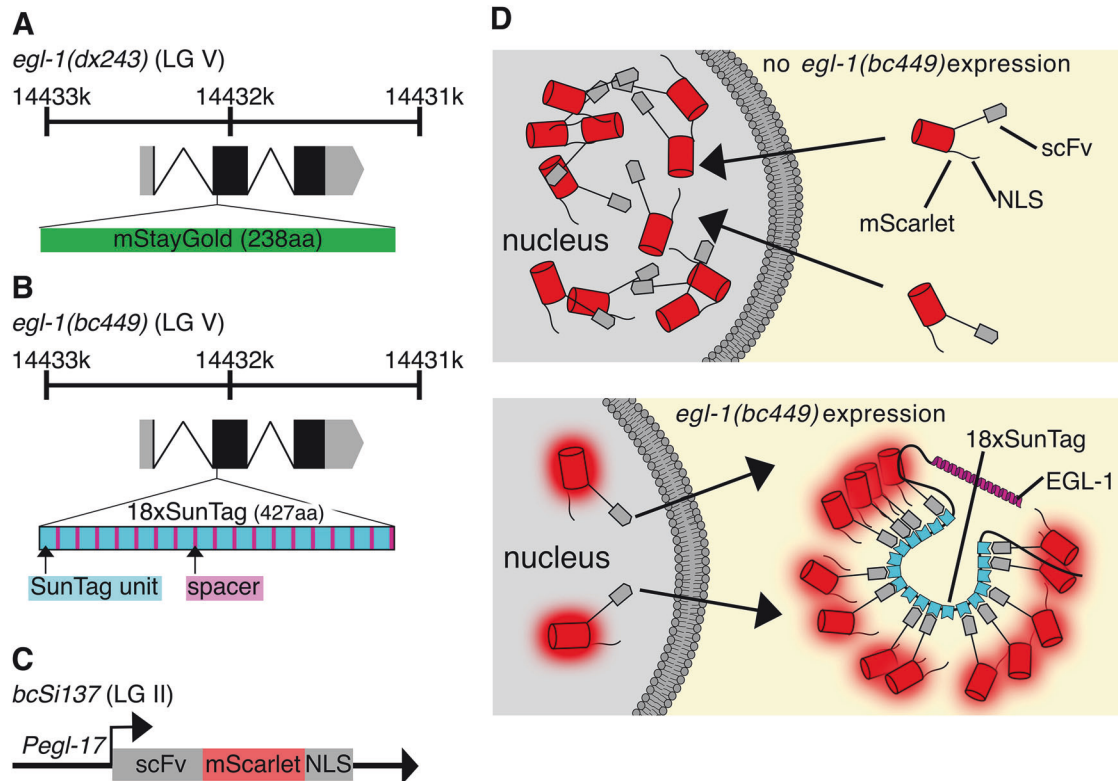 A
egl-1(dx243) (LG V)
14433k 14432k 14431k
mStayGold (238aa)
B
egl-1(bc449) (LG V)
14433k 14432k 14431k
18xSunTag (427aa)
SunTag unit spacer
C
bcSi137 (LG II)
Pegl-17
scFv mScarlet NLS
D
no egl-1(bc449)expression
scFv
NLS
mScarlet
nucleus
egl-1(bc449)expression
18xSunTag
EGL-1
nucleus